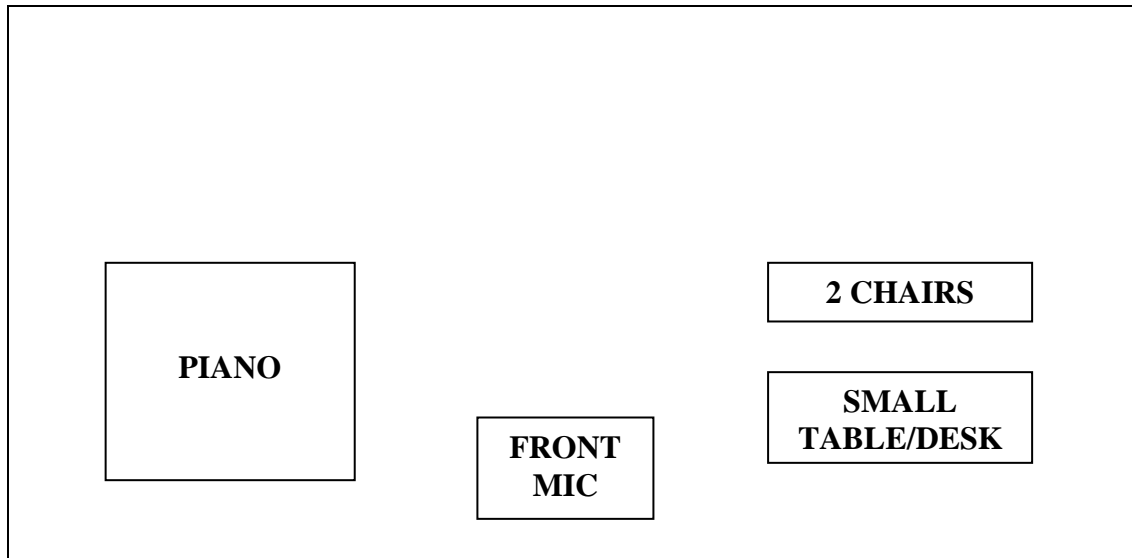 2 CHAIRS
PIANO
SMALL
TABLE/DESK
FRONT
MIC